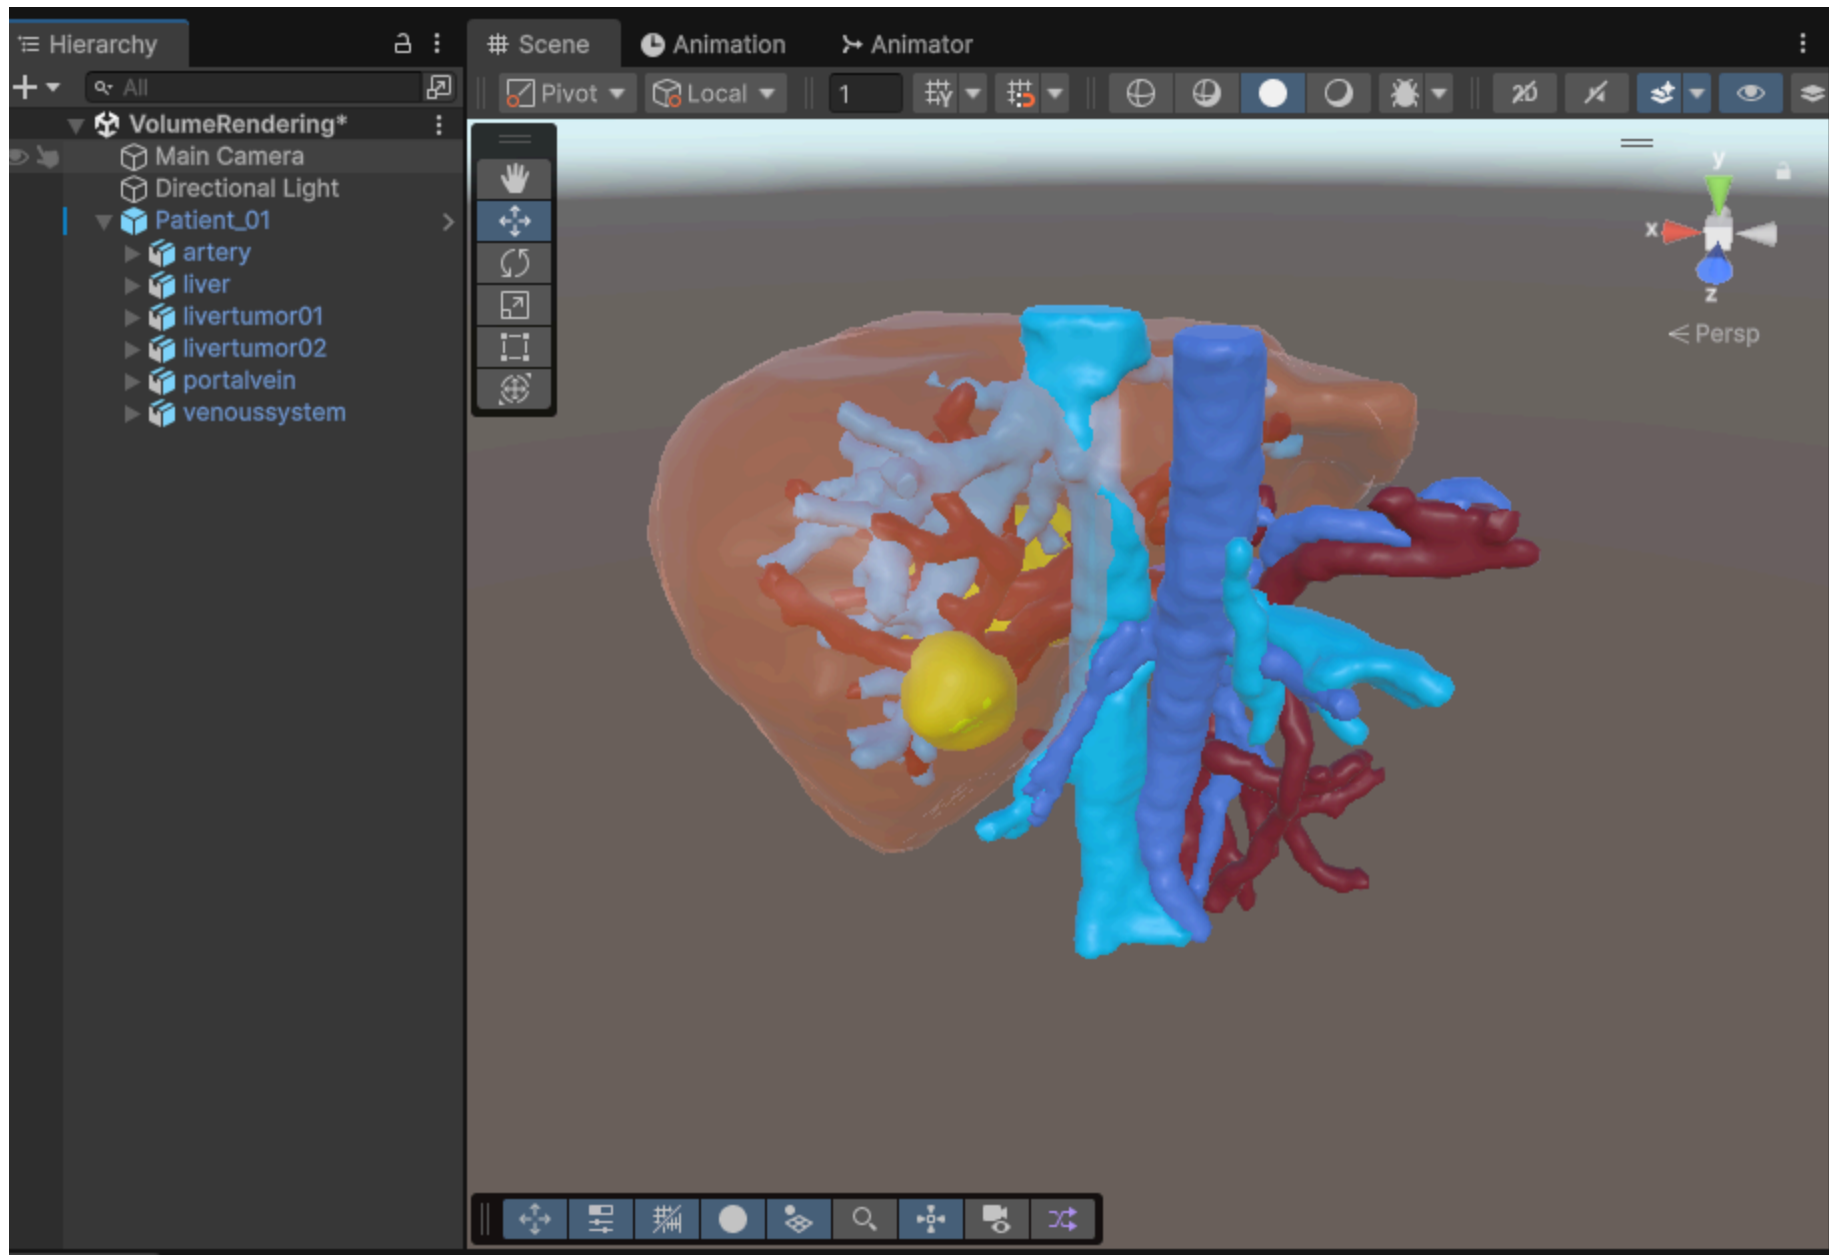 Hierarchy
All
VolumeRendering*
Main Camera
Directional Light
Patient_01
artery
liver
livertumor01
livertumor02
portalvein
venoussystem
Scene
Animation
Animator
Pivot
Local
1
2D
y
x
z
Persp